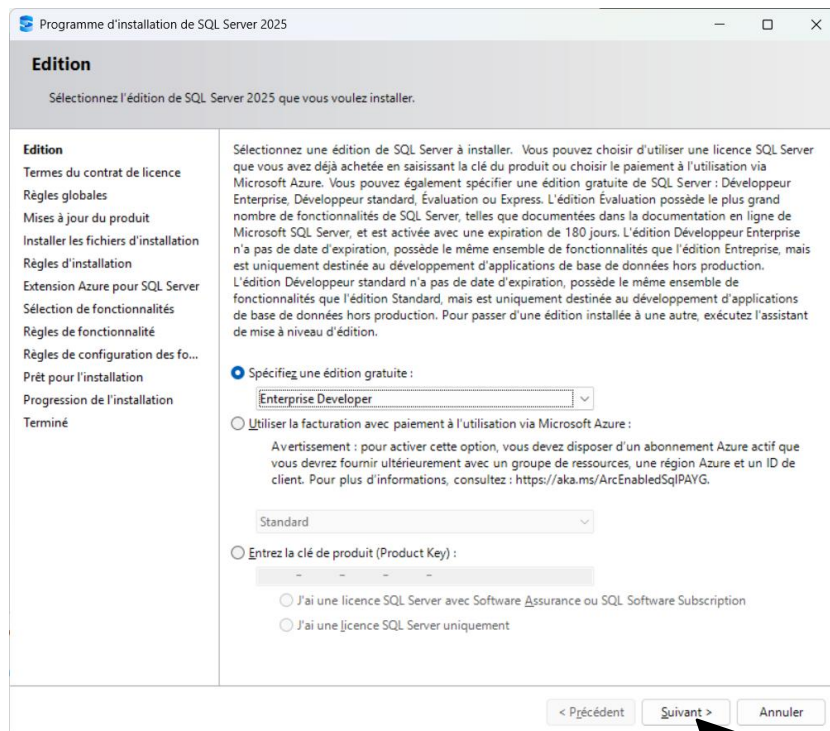 Programme d'installation de SQL Server 2025
Edition
Sélectionnez l'édition de SQL Server 2025 que vous voulez installer.
Edition
Termes du contrat de licence
Règles globales
Mises à jour du produit
Installer les fichiers d'installation
Règles d'installation
Extension Azure pour SQL Server
Sélection de fonctionnalités
Règles de fonctionnalité
Règles de configuration des fo...
Prêt pour l'installation
Progression de l'installation
Terminé
Sélectionnez une édition de SQL Server à installer. Vous pouvez choisir d'utiliser une licence SQL Server
que vous avez déjà achetée en saisissant la clé du produit ou choisir le paiement à l'utilisation via
Microsoft Azure. Vous pouvez également spécifier une édition gratuite de SQL Server : Développeur
Enterprise, Développeur standard, Évaluation ou Express. L'édition Évaluation possède le plus grand
nombre de fonctionnalités de SQL Server, telles que documentées dans la documentation en ligne de
Microsoft SQL Server, et est activée avec une expiration de 180 jours. L'édition Développeur Enterprise
n'a pas de date d'expiration, possède le même ensemble de fonctionnalités que l'édition Entreprise, mais
est uniquement destinée au développement d'applications de base de données hors production.
L'édition Développeur standard n'a pas de date d'expiration, possède le même ensemble de
fonctionnalités que l'édition Standard, mais est uniquement destinée au développement d'applications
de base de données hors production. Pour passer d'une édition installée à une autre, exécutez l'assistant
de mise à niveau d'édition.
Spécifiez une édition gratuite :
Enterprise Developer
Utiliser la facturation avec paiement à l'utilisation via Microsoft Azure :
Avertissement : pour activer cette option, vous devez disposer d'un abonnement Azure actif que
vous devrez fournir ultérieurement avec un groupe de ressources, une région Azure et un ID de
client. Pour plus d'informations, consultez : https://aka.ms/ArcEnabledSqlPAYG.
Standard
Entrez la clé de produit (Product Key) :
- - - -
J'ai une licence SQL Server avec Software Assurance ou SQL Software Subscription
J'ai une licence SQL Server uniquement
< Précédent
Suivant >
Annuler